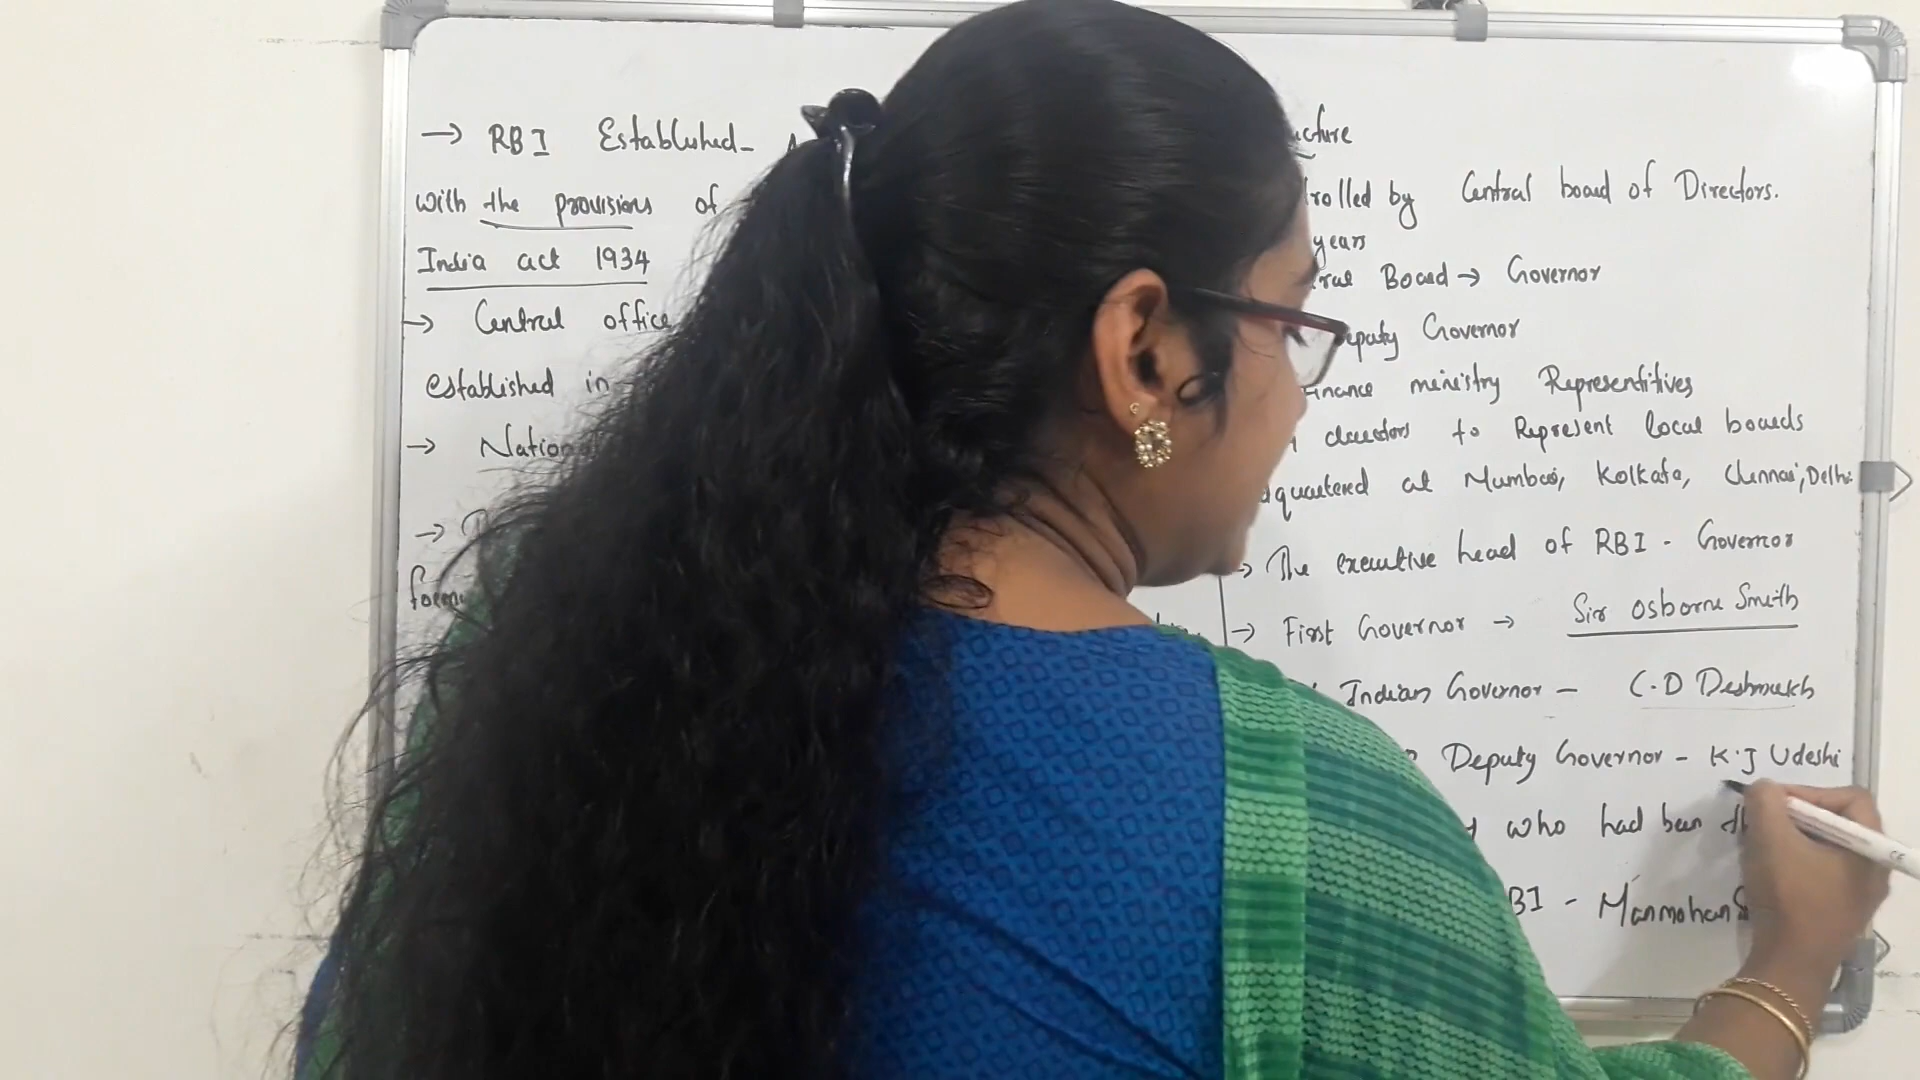 → RBI Established-
with the provisions of
India act 1934
→ Central office
established in
→ Nation
→
form
ucture
rolled by Central board of Directors.
years
ral Board → Governor
eputy Governor
inance ministry Representitives
directors to Represent local boards
quartered at Mumbai, Kolkata, Chennai, Delhi
→ The executive head of RBI - Governor
→ First Governor → Sir Osborne Smith
Indian Governor - C.D Deshmukh
Deputy Governor - K.J Udeshi
who had been th
BI - Manmohan S